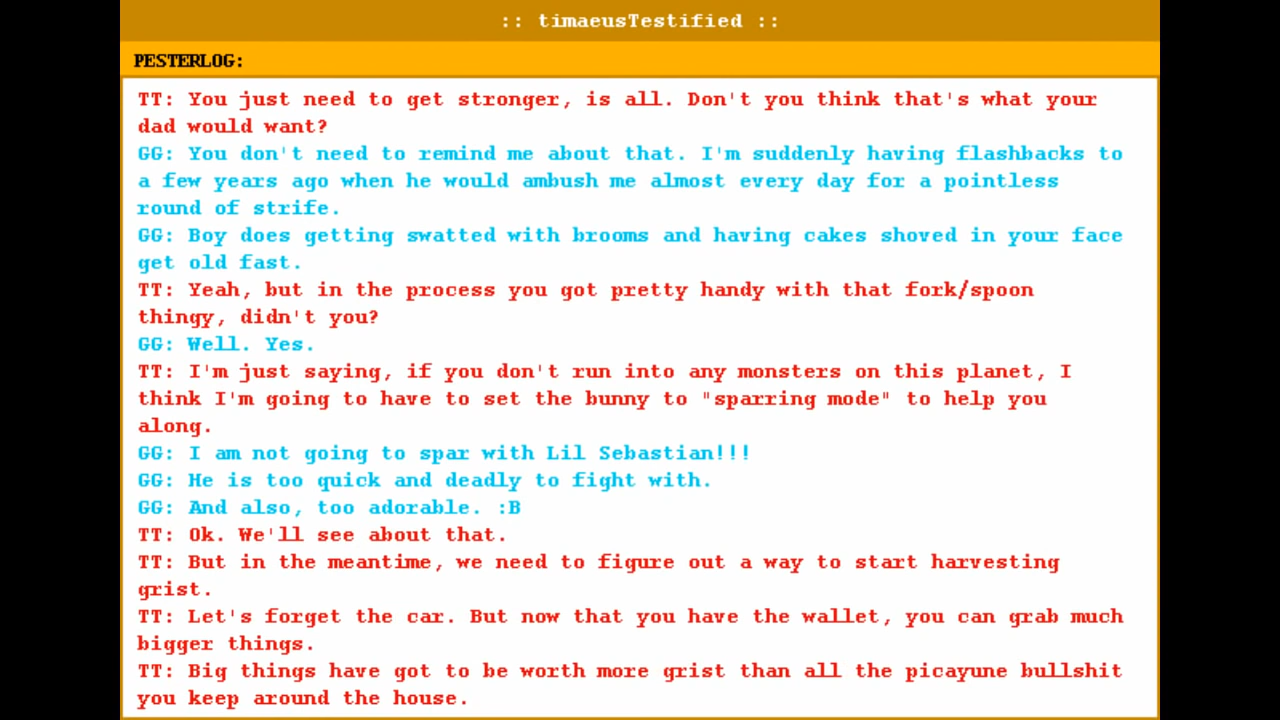 :: timaeusTestified ::
PESTERLOG:
TT: You just need to get stronger, is all. Don't you think that's what your
dad would want?
GG: You don't need to remind me about that. I'm suddenly having flashbacks to
a few years ago when he would ambush me almost every day for a pointless
round of strife.
GG: Boy does getting swatted with brooms and having cakes shoved in your face
get old fast.
TT: Yeah, but in the process you got pretty handy with that fork/spoon
thingy, didn't you?
GG: Well. Yes.
TT: I'm just saying, if you don't run into any monsters on this planet, I
think I'm going to have to set the bunny to "sparring mode" to help you
along.
GG: I am not going to spar with Lil Sebastian!!!
GG: He is too quick and deadly to fight with.
GG: And also, too adorable. :B
TT: Ok. We'll see about that.
TT: But in the meantime, we need to figure out a way to start harvesting
grist.
TT: Let's forget the car. But now that you have the wallet, you can grab much
bigger things.
TT: Big things have got to be worth more grist than all the picayune bullshit
you keep around the house.